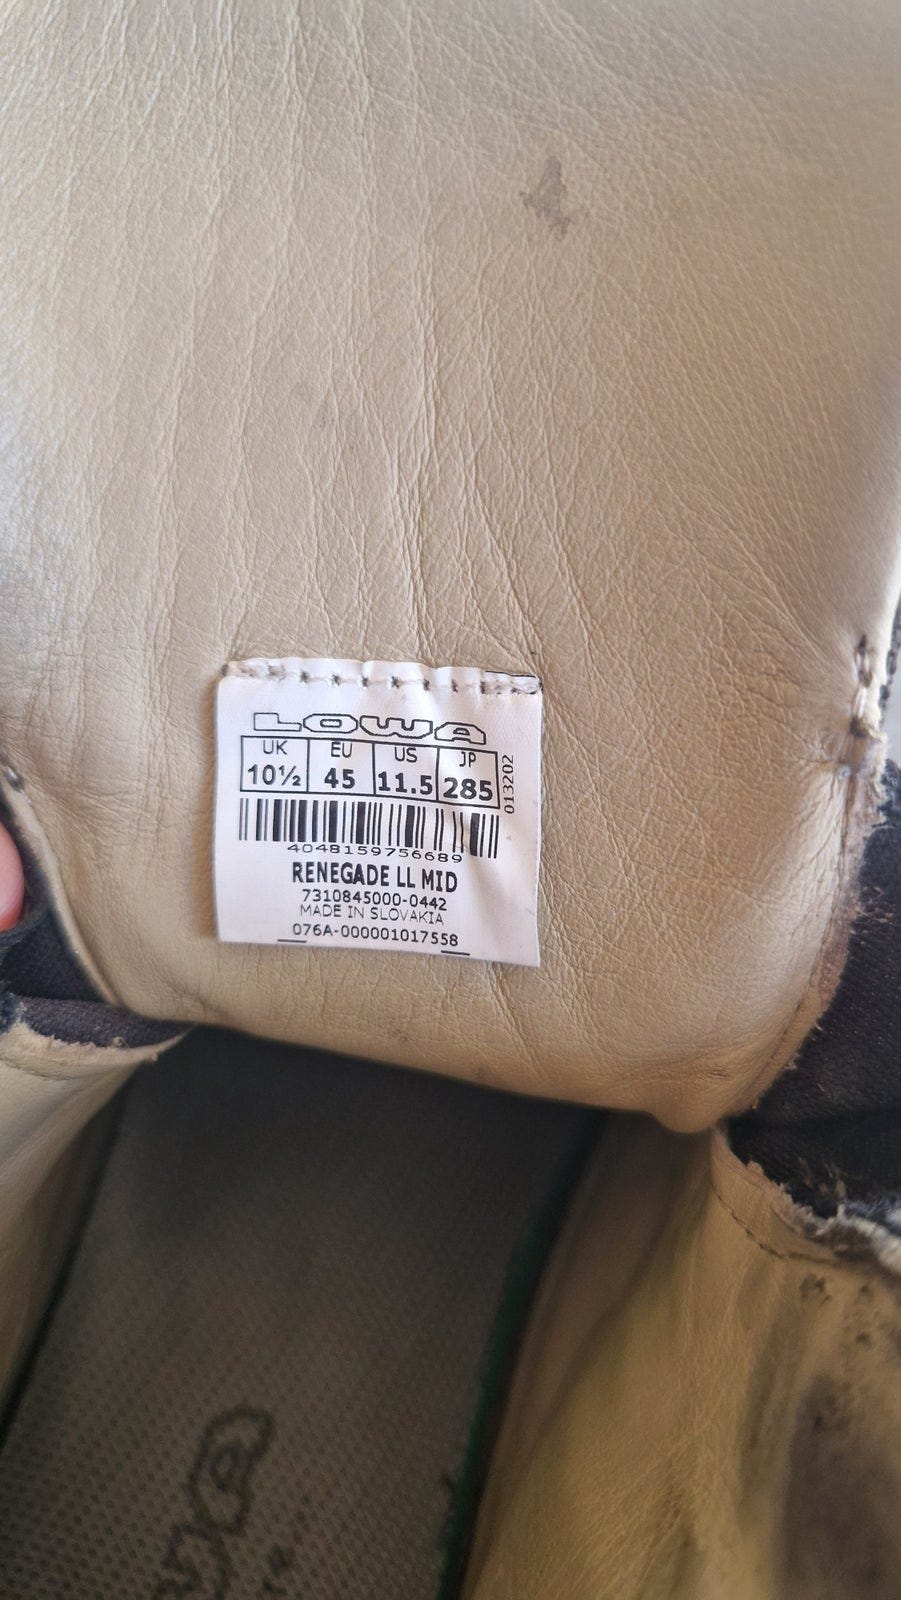 LOWA
UK EU US JP
10½ 45 11.5 285
013202
4048159756689
RENEGADE LL MID
7310845000-0442
MADE IN SLOVAKIA
076A-000001017558